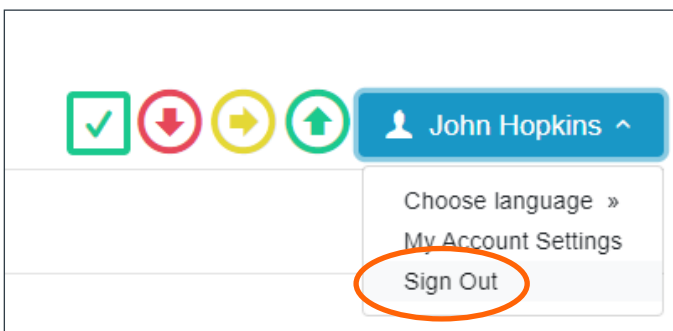 John Hopkins
Choose language »
My Account Settings
Sign Out